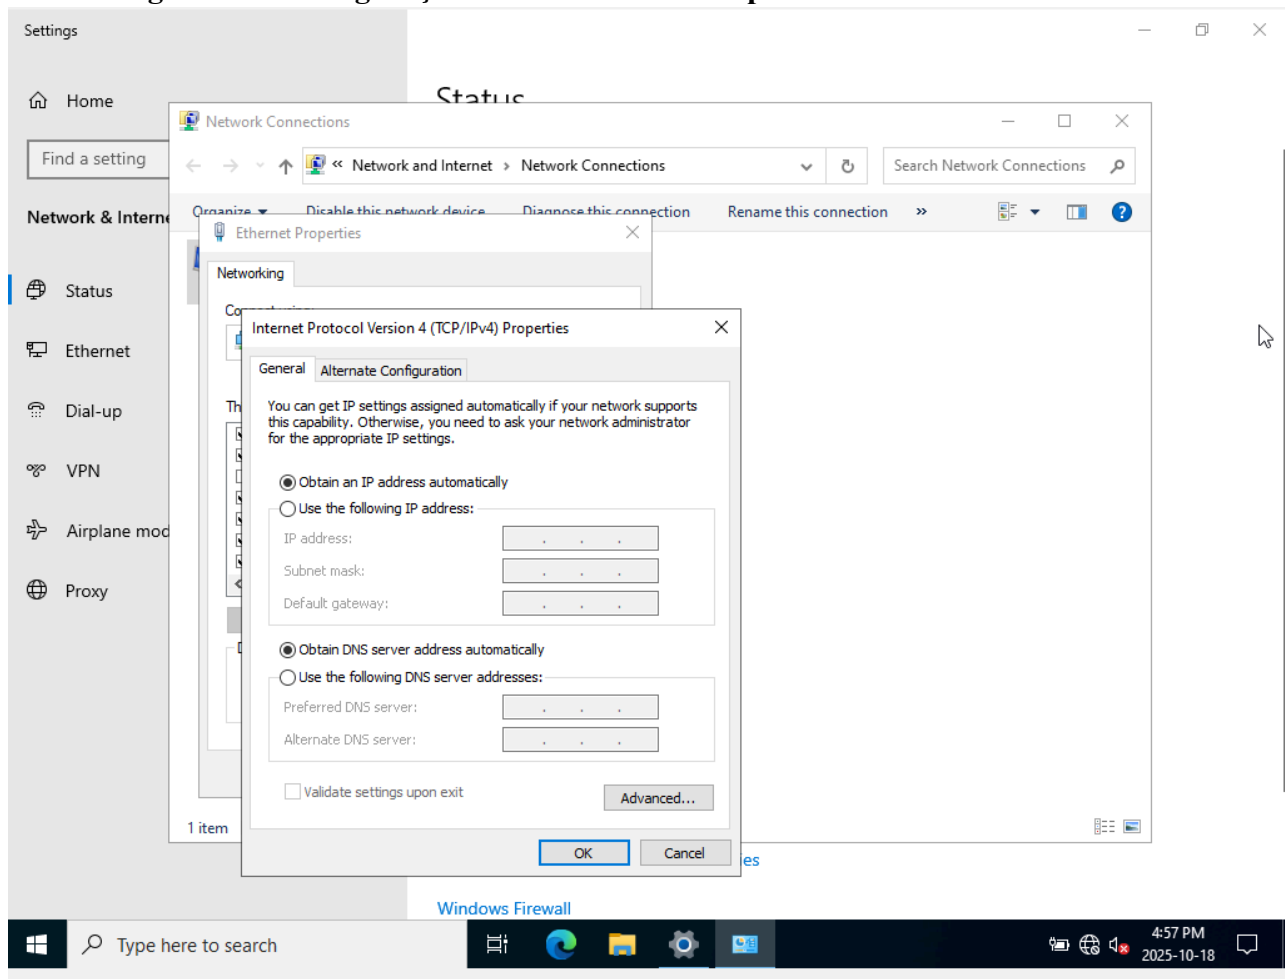 Settings
Home
Find a setting
Network & Interne
Status
Ethernet
Dial-up
VPN
Airplane mod
Proxy
Status
Network Connections
« Network and Internet › Network Connections
Search Network Connections
Organize Disable this network device Diagnose this connection Rename this connection »
Ethernet Properties
Networking
Internet Protocol Version 4 (TCP/IPv4) Properties
General Alternate Configuration
You can get IP settings assigned automatically if your network supports
this capability. Otherwise, you need to ask your network administrator
for the appropriate IP settings.
Obtain an IP address automatically
Use the following IP address:
IP address:
Subnet mask:
Default gateway:
Obtain DNS server address automatically
Use the following DNS server addresses:
Preferred DNS server:
Alternate DNS server:
Validate settings upon exit
Advanced...
OK Cancel
1 item
ies
Windows Firewall
Type here to search
4:57 PM
2025-10-18